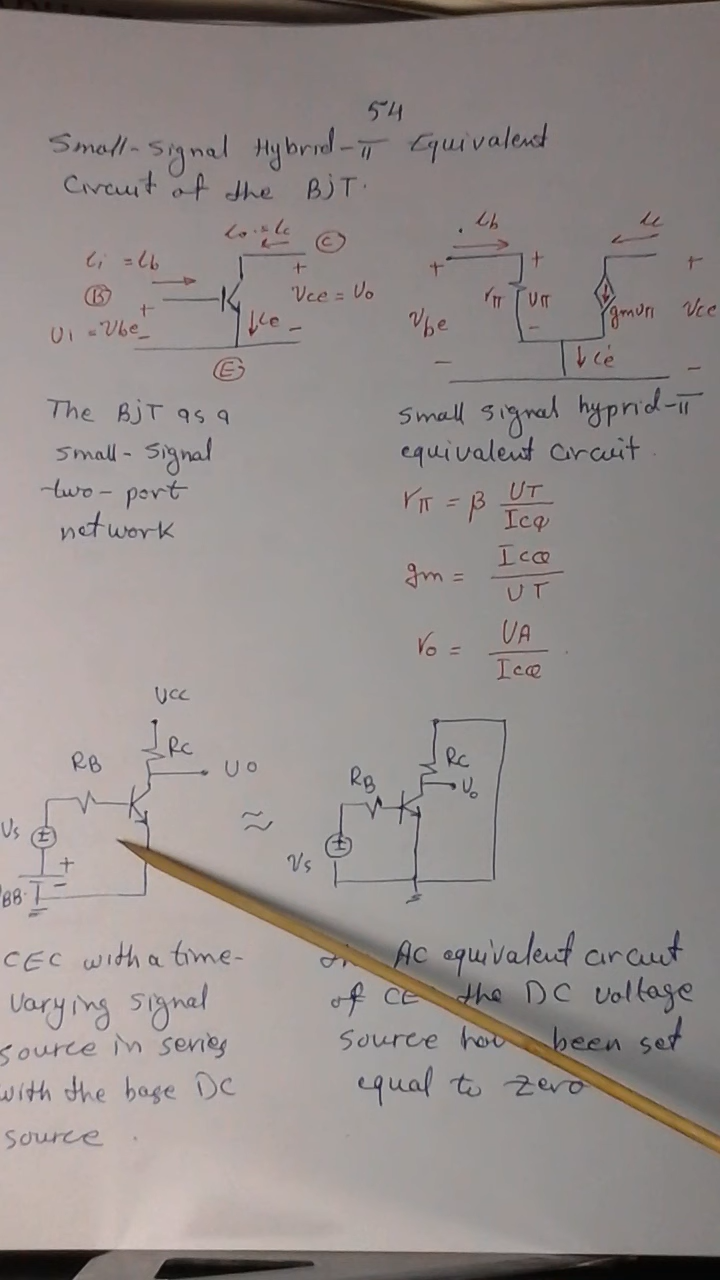 54
Small-Signal Hybrid-π Equivalent
Circuit of the BJT.
io = ic
C
ii = ib
B
+
+
Vce = Vo
Vi = Vbe
-
ie
-
E
ib
ic
+
+
+
rπ
vπ
gmvπ
Vbe
Vce
-
-
ie
-
The BJT as a
small-signal
two-port
network
small signal hyprid-π
equivalent circuit.
rπ = β VT / ICQ
gm = ICQ / VT
ro = VA / ICQ
VCC
RC
RB
Vo
Vs
+
-
BB
≈
RC
RB
Vo
Vs
CEC with a time-
varying signal
source in series
with the base DC
source.
AC equivalent circuit
of CE the DC voltage
source been set
equal to zero